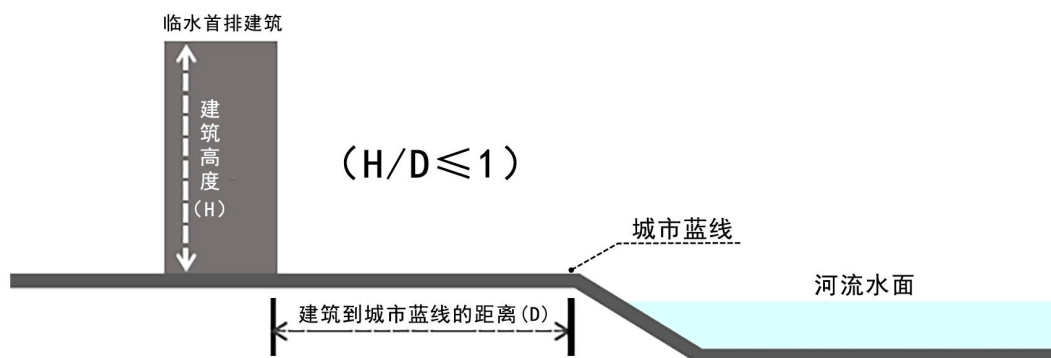 临水首排建筑
建筑高度(H)
(H/D≤1)
城市蓝线
河流水面
建筑到城市蓝线的距离(D)